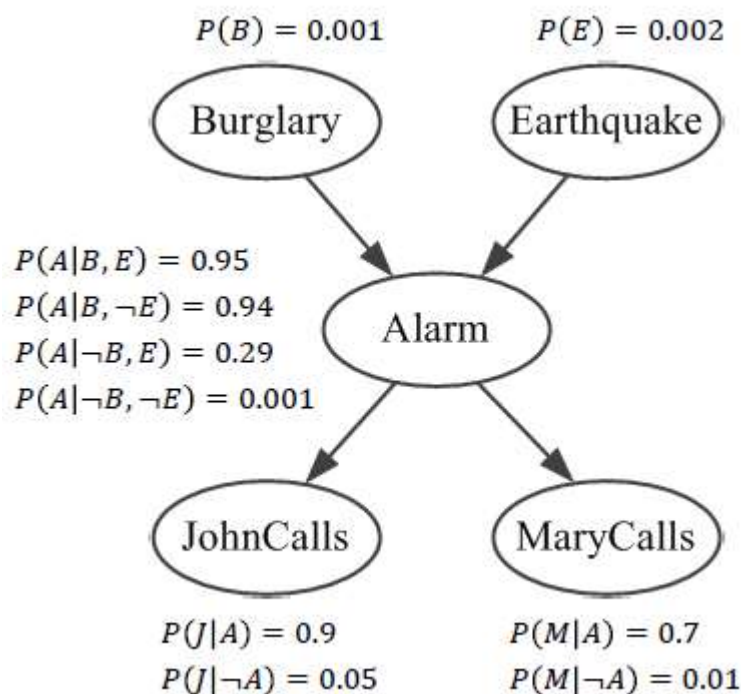 P(B) = 0.001
P(E) = 0.002
Burglary
Earthquake
P(A|B, E) = 0.95
P(A|B, ¬E) = 0.94
P(A|¬B, E) = 0.29
P(A|¬B, ¬E) = 0.001
Alarm
JohnCalls
MaryCalls
P(J|A) = 0.9
P(J|¬A) = 0.05
P(M|A) = 0.7
P(M|¬A) = 0.01